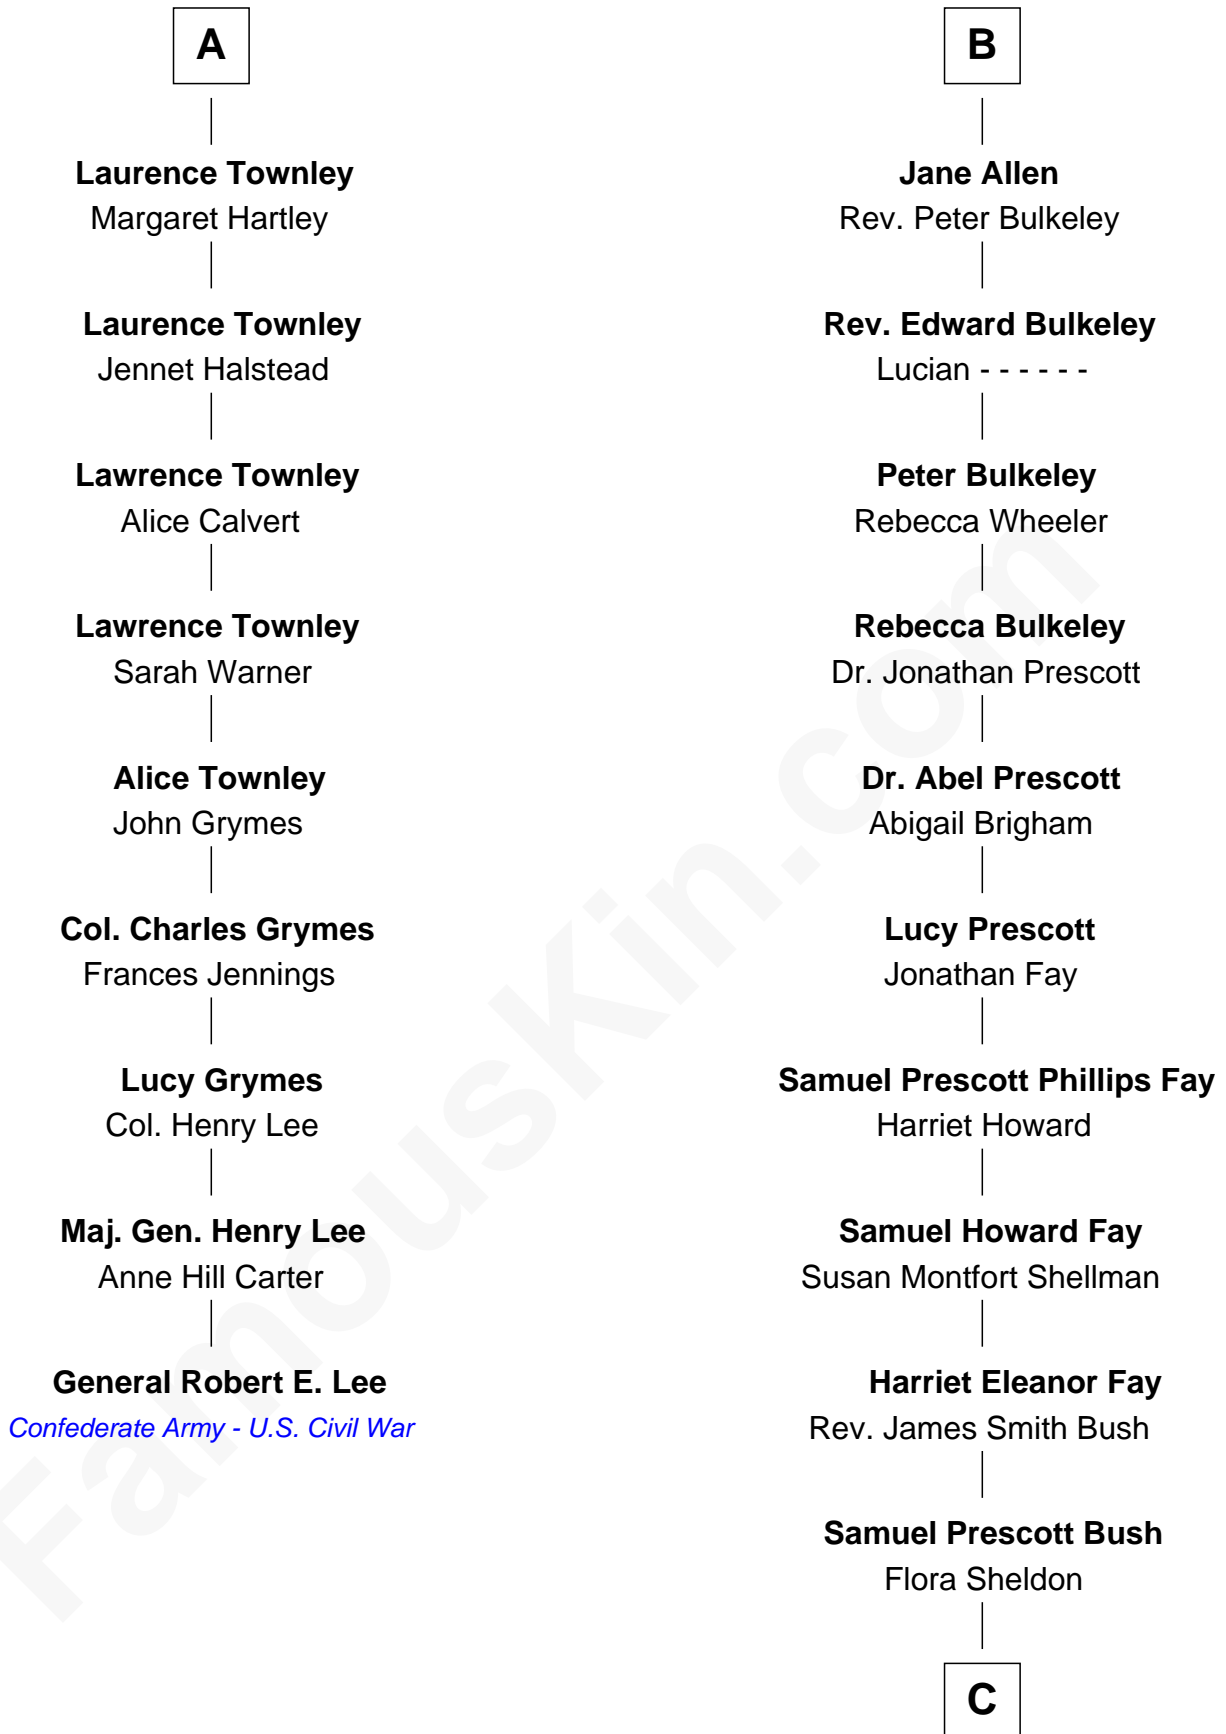 A
Laurence Townley
Margaret Hartley
Laurence Townley
Jennet Halstead
Lawrence Townley
Alice Calvert
Lawrence Townley
Sarah Warner
Alice Townley
John Grymes
Col. Charles Grymes
Frances Jennings
Lucy Grymes
Col. Henry Lee
Maj. Gen. Henry Lee
Anne Hill Carter
General Robert E. Lee
Confederate Army - U.S. Civil War
B
Jane Allen
Rev. Peter Bulkeley
Rev. Edward Bulkeley
Lucian - - - - - -
Peter Bulkeley
Rebecca Wheeler
Rebecca Bulkeley
Dr. Jonathan Prescott
Dr. Abel Prescott
Abigail Brigham
Lucy Prescott
Jonathan Fay
Samuel Prescott Phillips Fay
Harriet Howard
Samuel Howard Fay
Susan Montfort Shellman
Harriet Eleanor Fay
Rev. James Smith Bush
Samuel Prescott Bush
Flora Sheldon
C
FamousKin.com